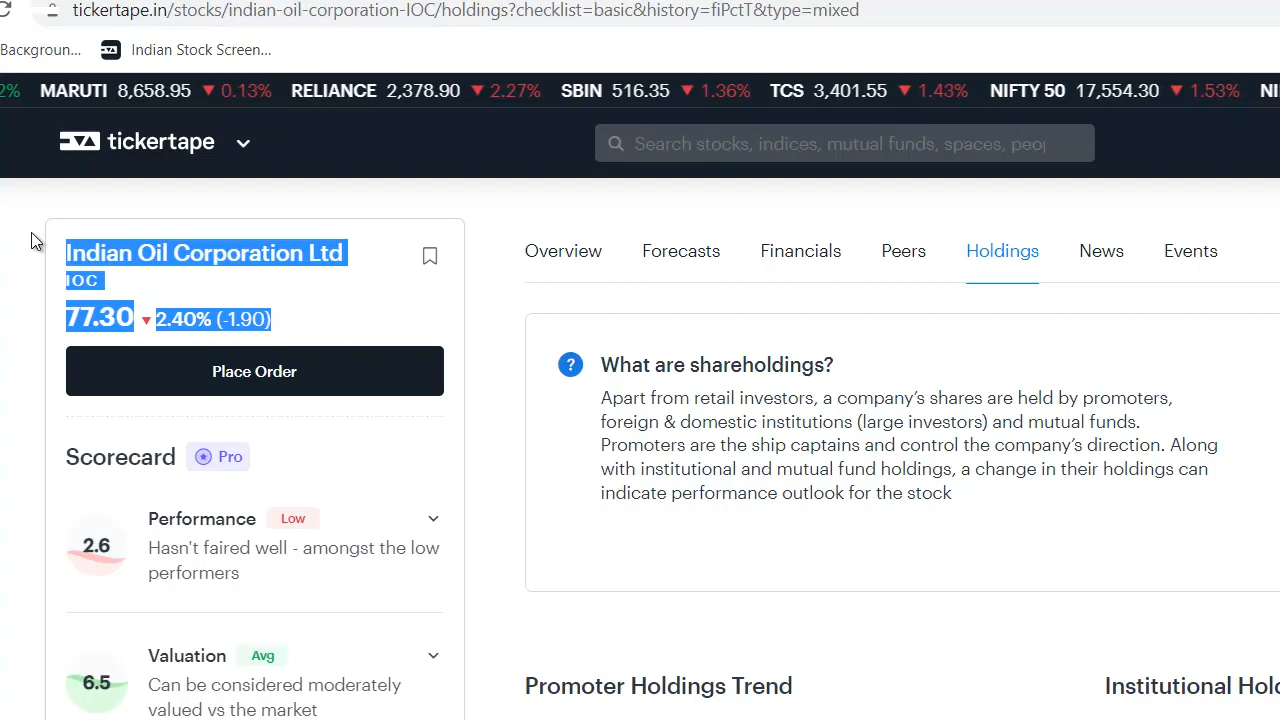 tickertape.in/stocks/indian-oil-corporation-IOC/holdings?checklist=basic&history=fiPctT&type=mixed
Backgroun... Indian Stock Screen...
2% MARUTI 8,658.95 ▼ 0.13% RELIANCE 2,378.90 ▼ 2.27% SBIN 516.35 ▼ 1.36% TCS 3,401.55 ▼ 1.43% NIFTY 50 17,554.30 ▼ 1.53% NI
tickertape
Search stocks, indices, mutual funds, spaces, peop
Indian Oil Corporation Ltd
IOC
77.30 ▼ 2.40% (-1.90)
Place Order
Overview Forecasts Financials Peers Holdings News Events
? What are shareholdings?
Apart from retail investors, a company’s shares are held by promoters,
foreign & domestic institutions (large investors) and mutual funds.
Promoters are the ship captains and control the company’s direction. Along
with institutional and mutual fund holdings, a change in their holdings can
indicate performance outlook for the stock
Scorecard Pro
Performance Low
2.6
Hasn't faired well - amongst the low
performers
Valuation Avg
6.5
Can be considered moderately
valued vs the market
Promoter Holdings Trend
Institutional Hol